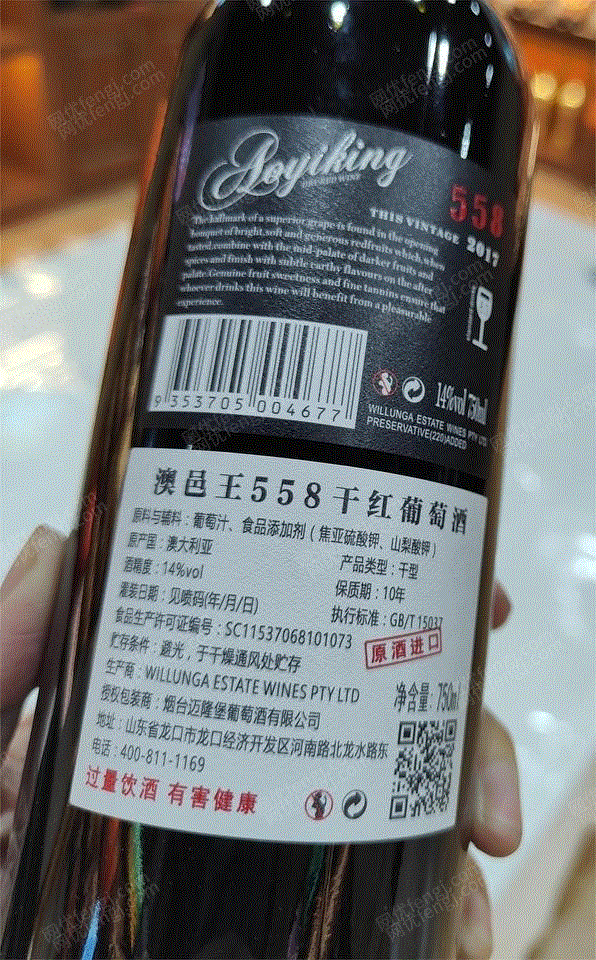 Aoyiking
558
THIS VINTAGE 2017
The hallmark of a superior grape is found in the opening
bouquet of bright,soft and generous redfruits which, when
tasted,combine with the mid-palate of darker fruits and
spices and finish with subtle earthy flavours on the after
palate.Genuine fruit sweetness and fine tannins ensure that
whoever drinks this wine will benefit from a pleasurable
experience.
9 353705 004677
14%vol 750ml
WILLUNGA ESTATE WINES PTY LTD
PRESERVATIVE(220)ADDED
澳邑王558干红葡萄酒
原料与辅料：葡萄汁、食品添加剂（焦亚硫酸钾、山梨酸钾）
原产国：澳大利亚
产品类型：干型
酒精度：14%vol
保质期：10年
灌装日期：见喷码(年/月/日)
执行标准：GB/T 15037
食品生产许可证编号：SC11537068101073
贮存条件：避光，于干燥通风处贮存
原酒进口
生产商：WILLUNGA ESTATE WINES PTY LTD
净含量：750ml
授权包装商：烟台迈隆堡葡萄酒有限公司
地址：山东省龙口市龙口经济开发区河南路北龙水路东
电话：400-811-1169
过量饮酒 有害健康
网优fengj.com